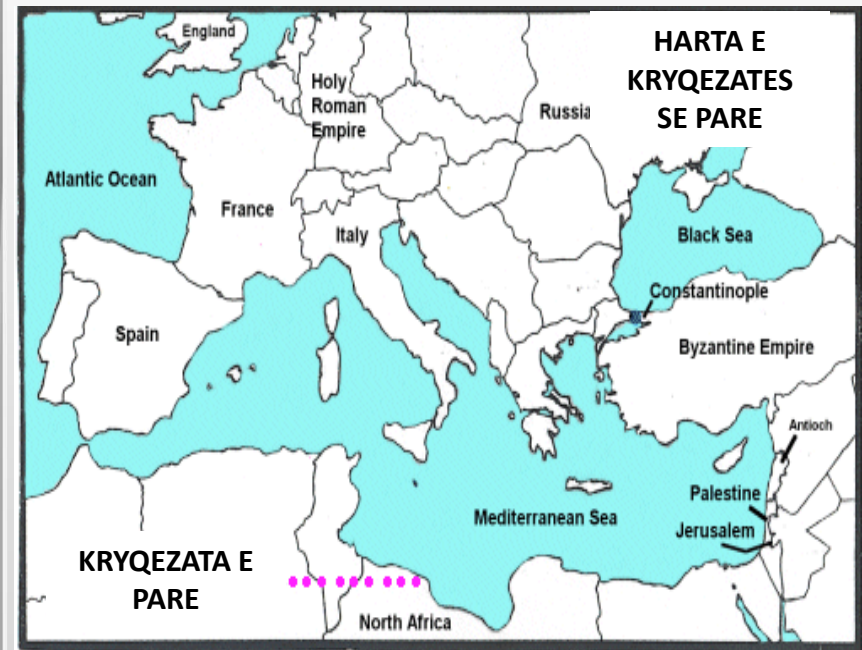 England
HARTA E
KRYQEZATES
SE PARE
Holy
Roman
Empire
Russia
Atlantic Ocean
France
Italy
Black Sea
Constantinople
Spain
Byzantine Empire
Antioch
Palestine
Mediterranean Sea
Jerusalem
KRYQEZATA E
PARE
North Africa